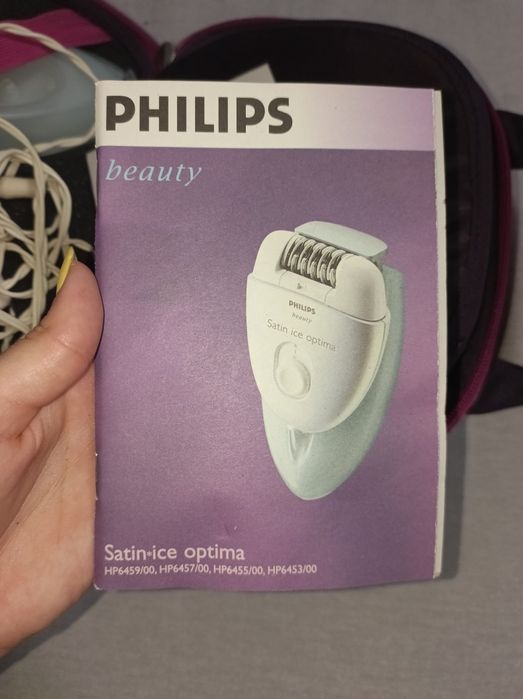 PHILIPS
beauty
PHILIPS
beauty
Satin ice optima
Satin-ice optima
HP6459/00, HP6457/00, HP6455/00, HP6453/00